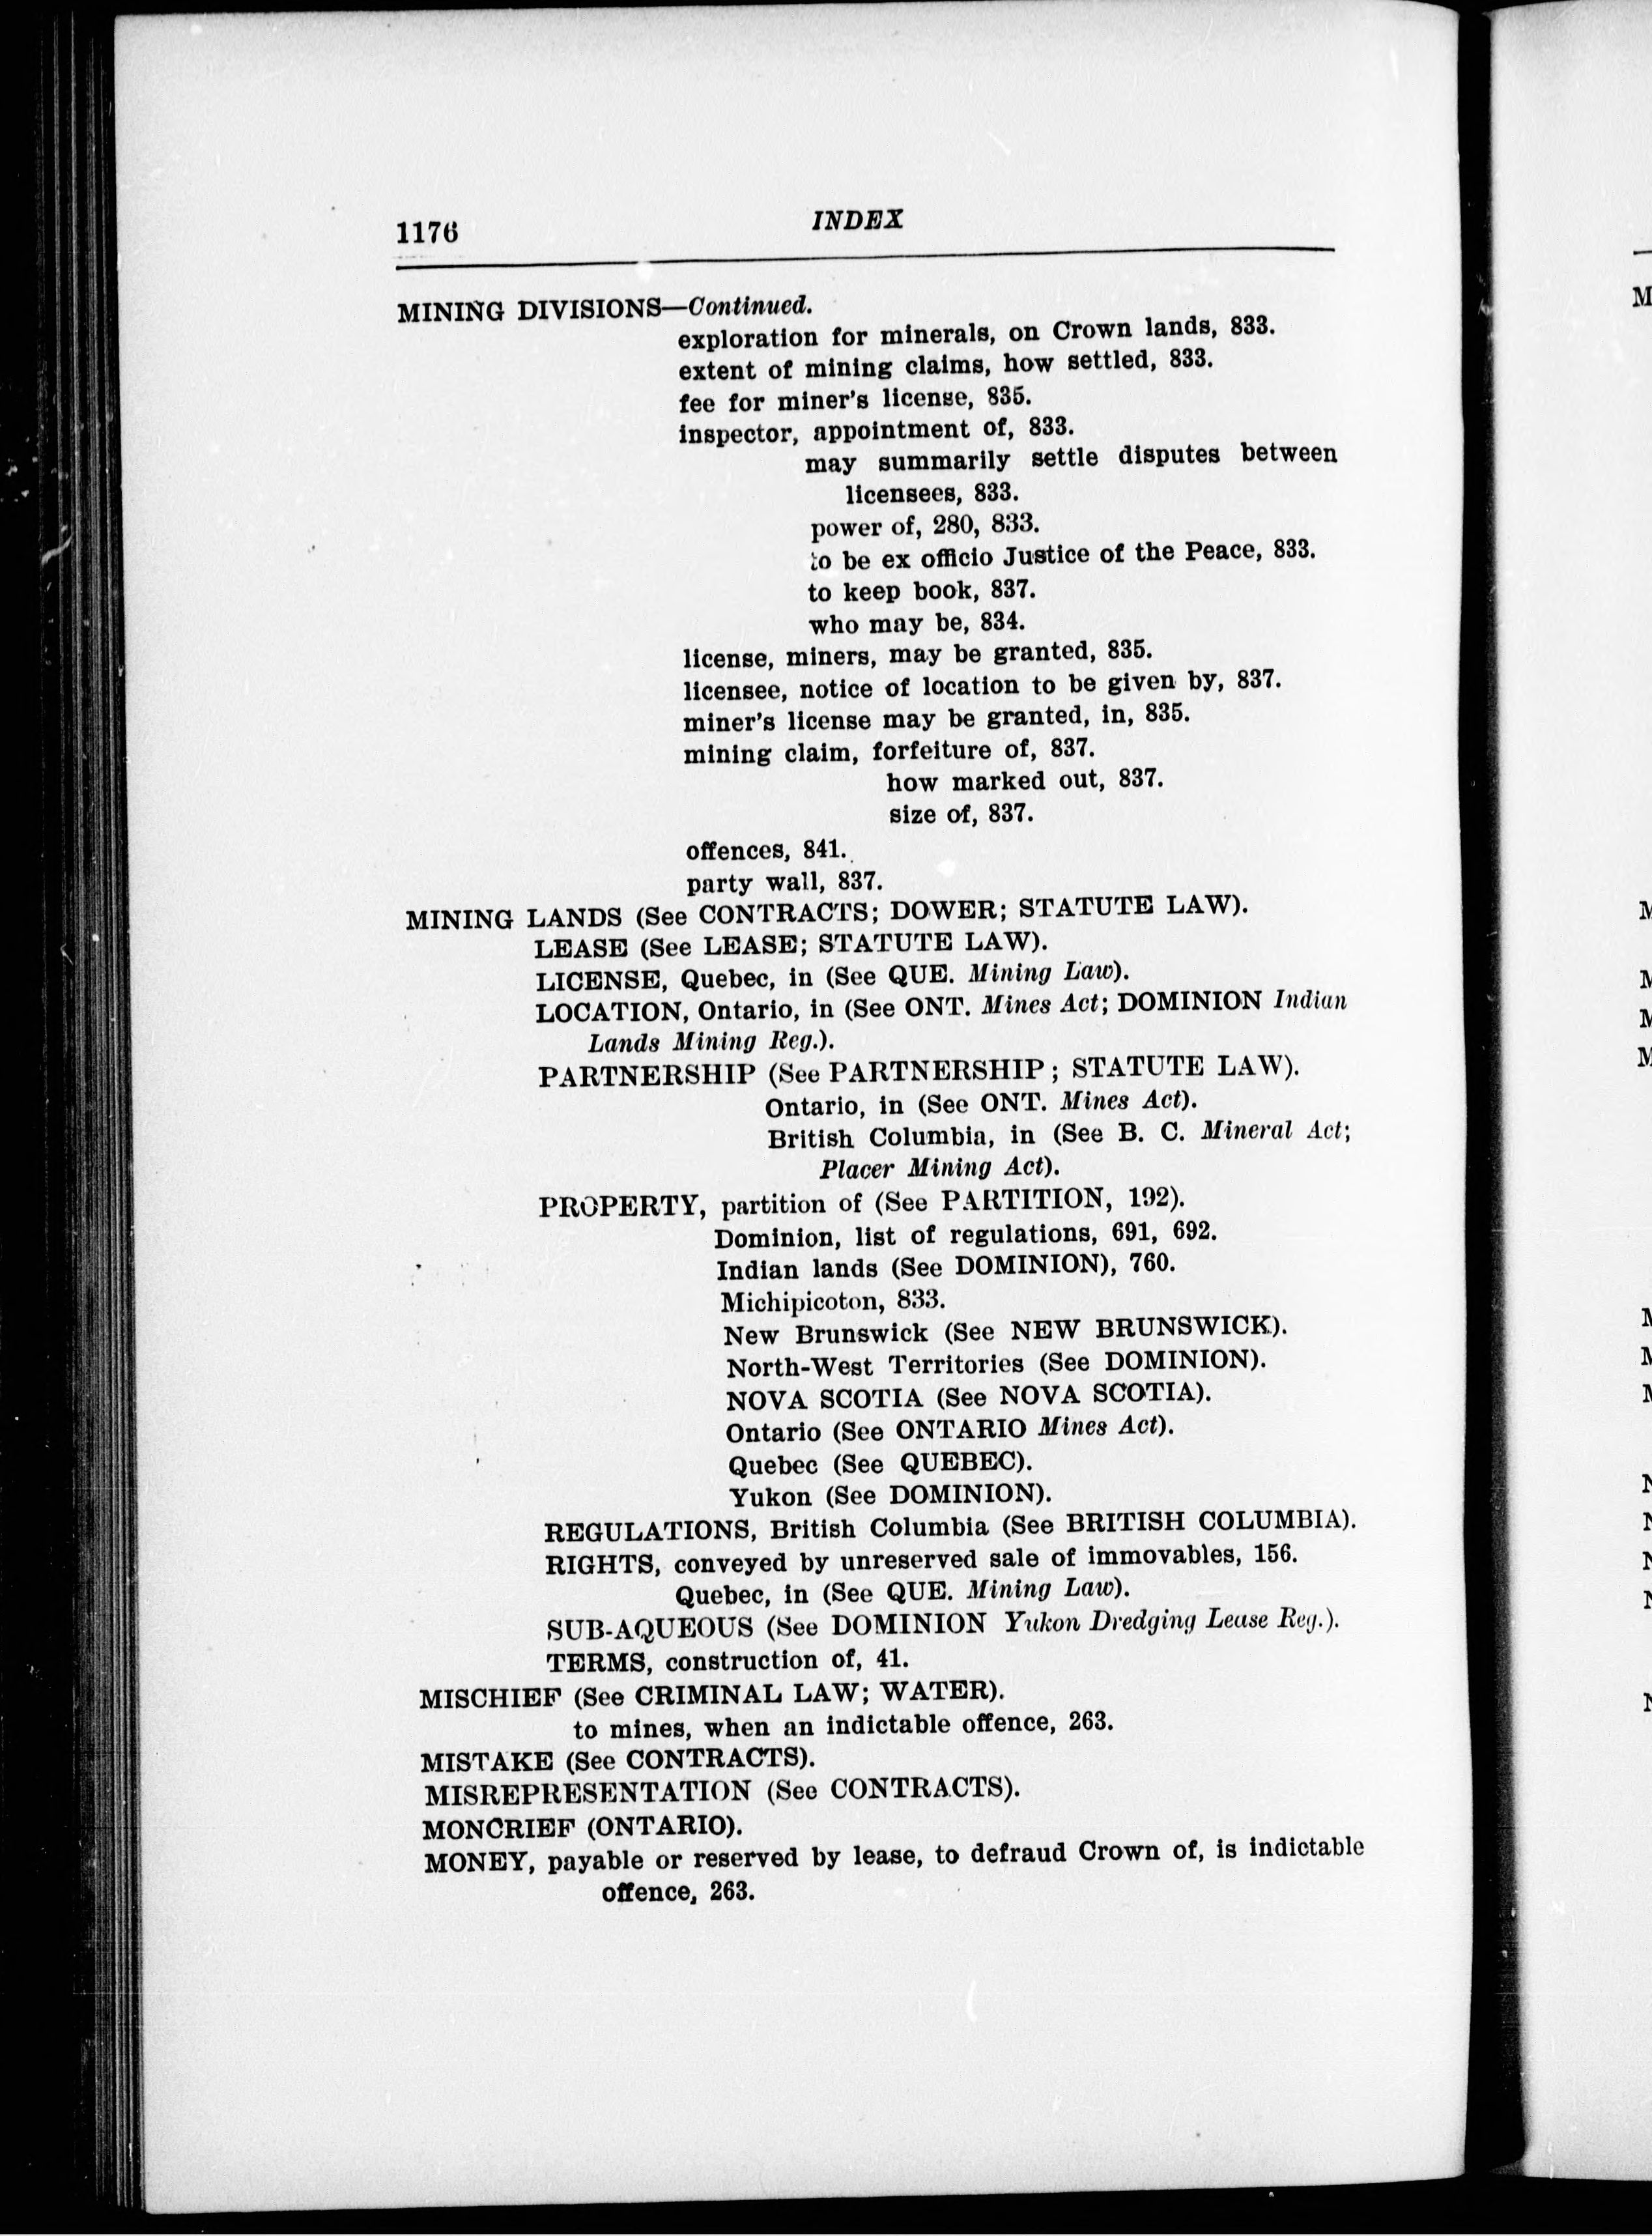 1176
INDEX
MINING DIVISIONS—Continued.
exploration for minerals, on Crown lands, 833.
extent of mining claims, how settled, 833.
fee for miner's license, 835.
inspector, appointment of, 833.
may summarily settle disputes between
licensees, 833.
power of, 280, 833.
to be ex officio Justice of the Peace, 833.
to keep book, 837.
who may be, 834.
license, miners, may be granted, 835.
licensee, notice of location to be given by, 837.
miner's license may be granted, in, 835.
mining claim, forfeiture of, 837.
how marked out, 837.
size of, 837.
offences, 841.
party wall, 837.
MINING LANDS (See CONTRACTS; DOWER; STATUTE LAW).
LEASE (See LEASE; STATUTE LAW).
LICENSE, Quebec, in (See QUE. Mining Law).
LOCATION, Ontario, in (See ONT. Mines Act; DOMINION Indian
Lands Mining Reg.).
PARTNERSHIP (See PARTNERSHIP; STATUTE LAW).
Ontario, in (See ONT. Mines Act).
British Columbia, in (See B. C. Mineral Act;
Placer Mining Act).
PROPERTY, partition of (See PARTITION, 192).
Dominion, list of regulations, 691, 692.
Indian lands (See DOMINION), 760.
Michipicoton, 833.
New Brunswick (See NEW BRUNSWICK).
North-West Territories (See DOMINION).
NOVA SCOTIA (See NOVA SCOTIA).
Ontario (See ONTARIO Mines Act).
Quebec (See QUEBEC).
Yukon (See DOMINION).
REGULATIONS, British Columbia (See BRITISH COLUMBIA).
RIGHTS, conveyed by unreserved sale of immovables, 156.
Quebec, in (See QUE. Mining Law).
SUB-AQUEOUS (See DOMINION Yukon Dredging Lease Reg.).
TERMS, construction of, 41.
MISCHIEF (See CRIMINAL LAW; WATER).
to mines, when an indictable offence, 263.
MISTAKE (See CONTRACTS).
MISREPRESENTATION (See CONTRACTS).
MONCRIEF (ONTARIO).
MONEY, payable or reserved by lease, to defraud Crown of, is indictable
offence, 263.